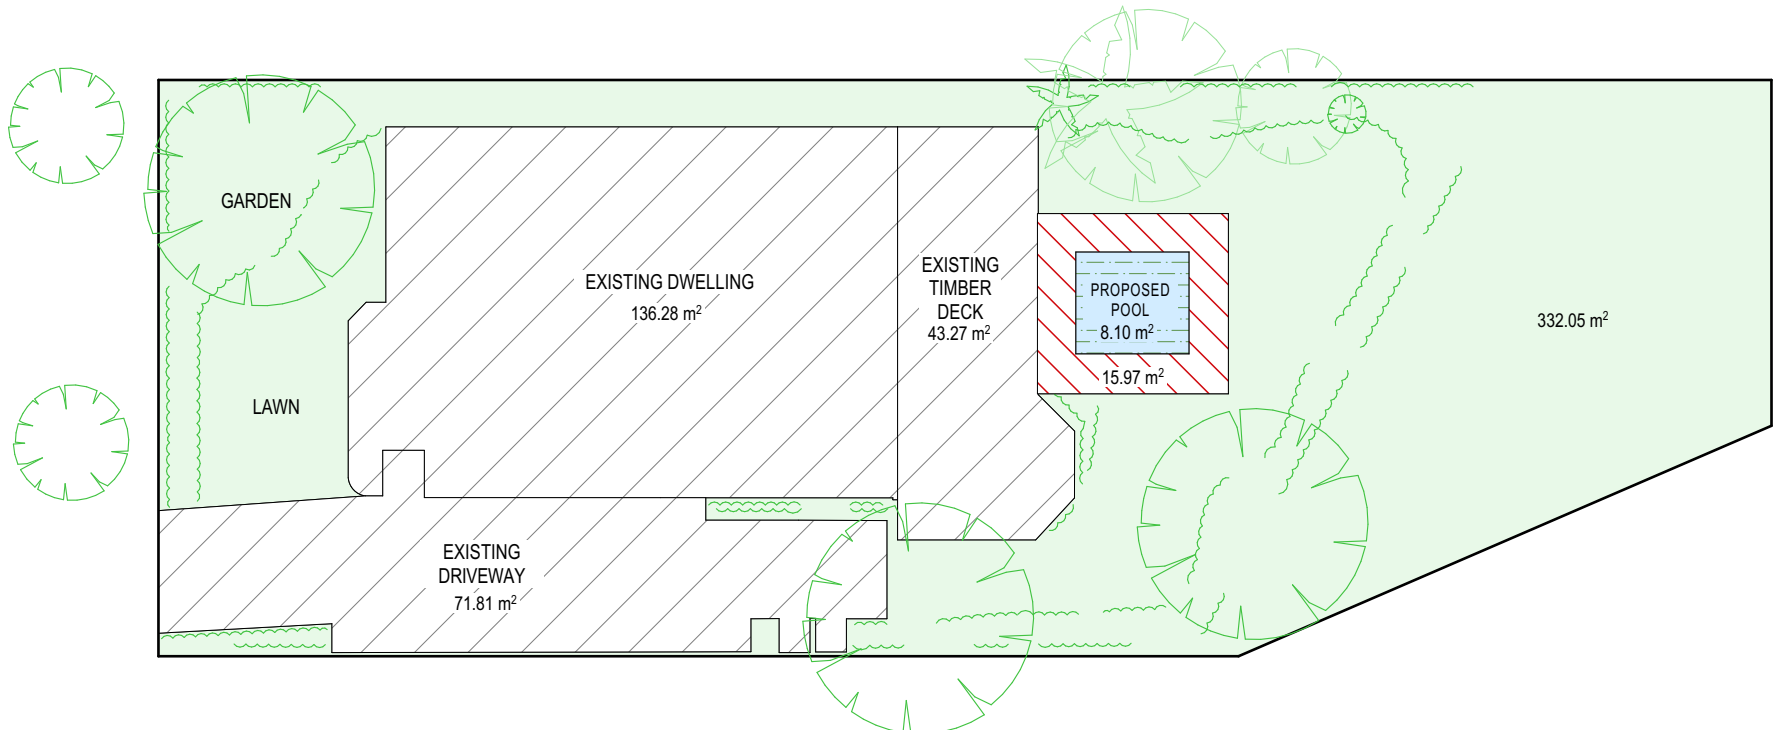 GARDEN
LAWN
EXISTING DWELLING
136.28 m²
EXISTING
TIMBER
DECK
43.27 m²
PROPOSED
POOL
8.10 m²
15.97 m²
332.05 m²
EXISTING
DRIVEWAY
71.81 m²